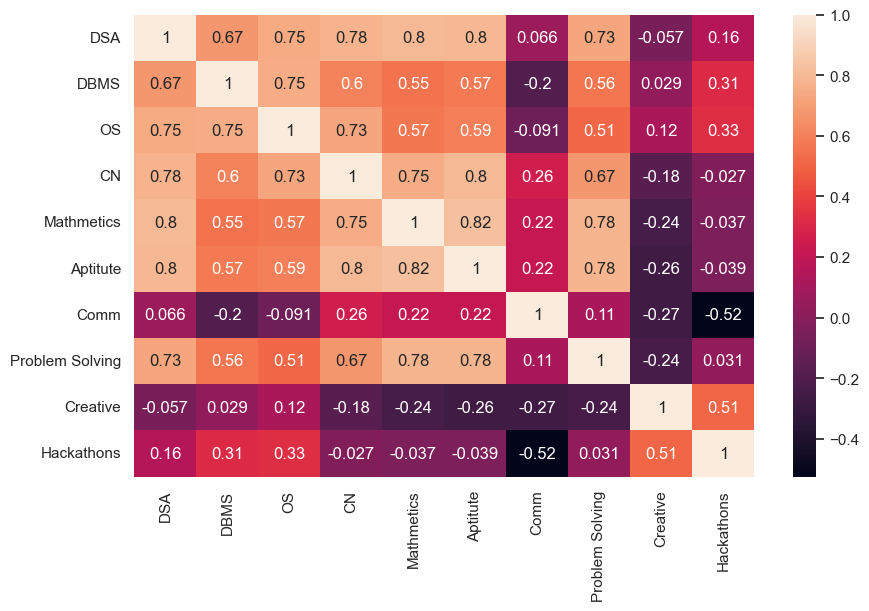 DSA 1 0.67 0.75 0.78 0.8 0.8 0.066 0.73 -0.057 0.16
DBMS 0.67 1 0.75 0.6 0.55 0.57 -0.2 0.56 0.029 0.31
OS 0.75 0.75 1 0.73 0.57 0.59 -0.091 0.51 0.12 0.33
CN 0.78 0.6 0.73 1 0.75 0.8 0.26 0.67 -0.18 -0.027
Mathmetics 0.8 0.55 0.57 0.75 1 0.82 0.22 0.78 -0.24 -0.037
Aptitute 0.8 0.57 0.59 0.8 0.82 1 0.22 0.78 -0.26 -0.039
Comm 0.066 -0.2 -0.091 0.26 0.22 0.22 1 0.11 -0.27 -0.52
Problem Solving 0.73 0.56 0.51 0.67 0.78 0.78 0.11 1 -0.24 0.031
Creative -0.057 0.029 0.12 -0.18 -0.24 -0.26 -0.27 -0.24 1 0.51
Hackathons 0.16 0.31 0.33 -0.027 -0.037 -0.039 -0.52 0.031 0.51 1
DSA
DBMS
OS
CN
Mathmetics
Aptitute
Comm
Problem Solving
Creative
Hackathons
1.0
0.8
0.6
0.4
0.2
0.0
−0.2
−0.4